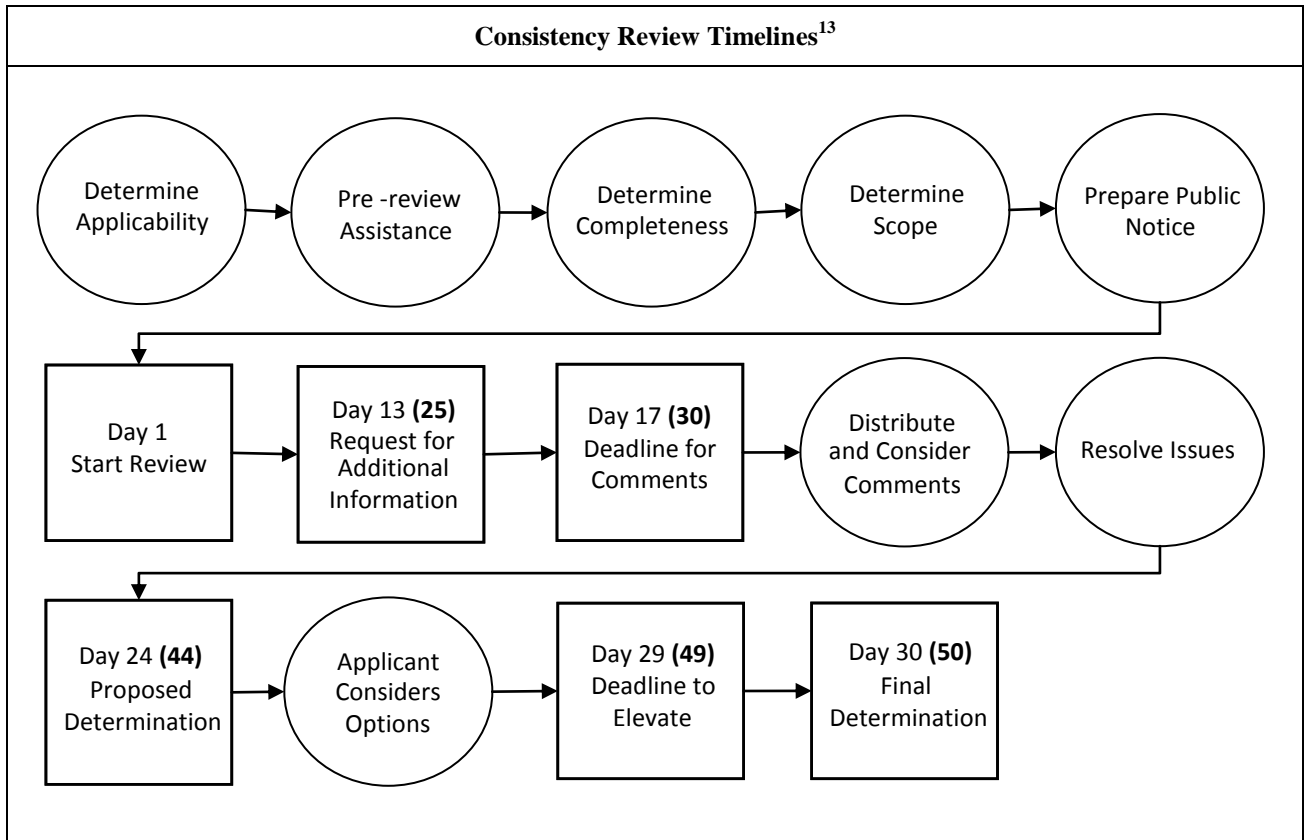 Consistency Review Timelines13
Determine
Applicability
Pre -review
Assistance
Determine
Completeness
Determine
Scope
Prepare Public
Notice
Day 1
Start Review
Day 13 (25)
Request for
Additional
Information
Day 17 (30)
Deadline for
Comments
Distribute
and Consider
Comments
Resolve Issues
Day 24 (44)
Proposed
Determination
Applicant
Considers
Options
Day 29 (49)
Deadline to
Elevate
Day 30 (50)
Final
Determination